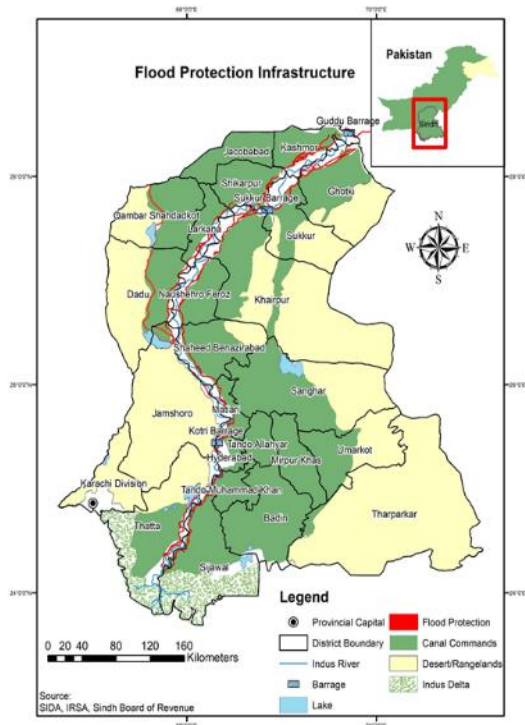 Flood Protection Infrastructure
Pakistan
Sindh
Guddu Barrage
Kashmor
Jacobabad
Shikarpur
Ghotki
Sukkur Barrage
Qambar Shahdadkot
Larkana
Sukkur
N
W
E
S
Khairpur
Dadu
Naushehro Feroz
Shaheed Benazirabad
Sanghar
Matiari
Jamshoro
Kotri Barrage
Tando Allahyar
Hyderabad
Mirpur Khas
Umarkot
Karachi Division
Tando Muhammad Khan
Tharparkar
Thatta
Badin
Sijawal
Legend
Provincial Capital
Flood Protection
District Boundary
Canal Commands
Indus River
Desert/Rangelands
Barrage
Indus Delta
Lake
0 20 40 80 120 160
Kilometers
Source:
SIDA, IRSA, Sindh Board of Revenue